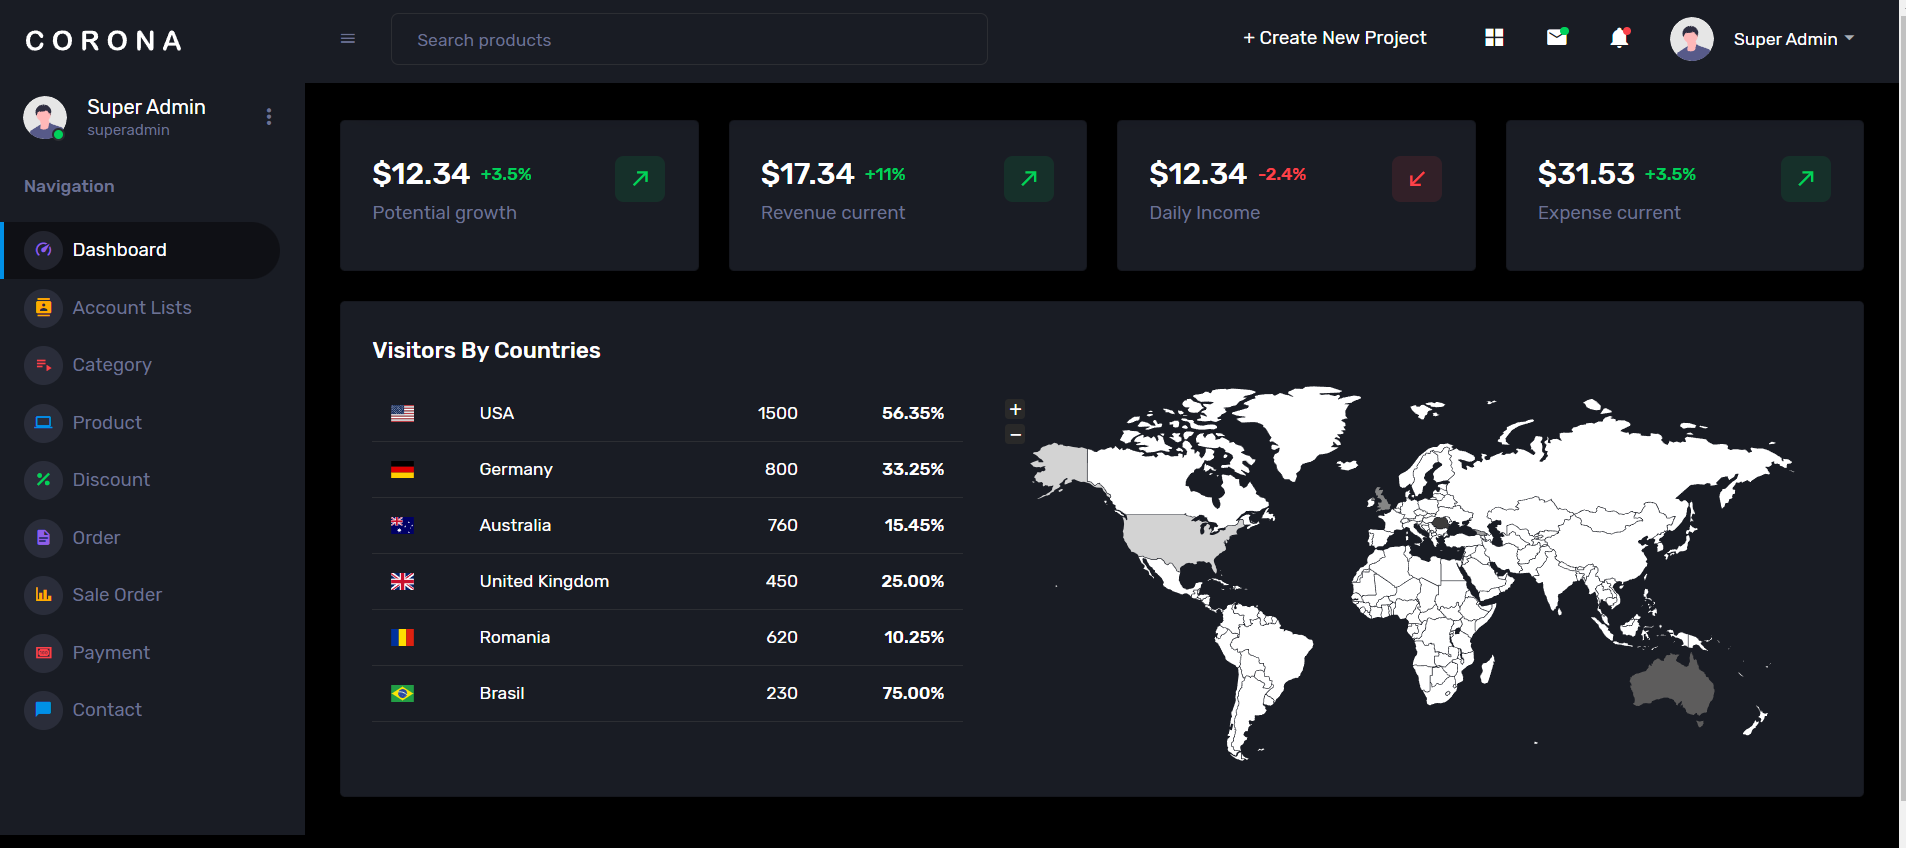 CORONA
Search products
+ Create New Project
Super Admin
Super Admin
superadmin
Navigation
Dashboard
Account Lists
Category
Product
Discount
Order
Sale Order
Payment
Contact
$12.34 +3.5%
Potential growth
$17.34 +11%
Revenue current
$12.34 -2.4%
Daily Income
$31.53 +3.5%
Expense current
Visitors By Countries
USA 1500 56.35%
Germany 800 33.25%
Australia 760 15.45%
United Kingdom 450 25.00%
Romania 620 10.25%
Brasil 230 75.00%
+
−